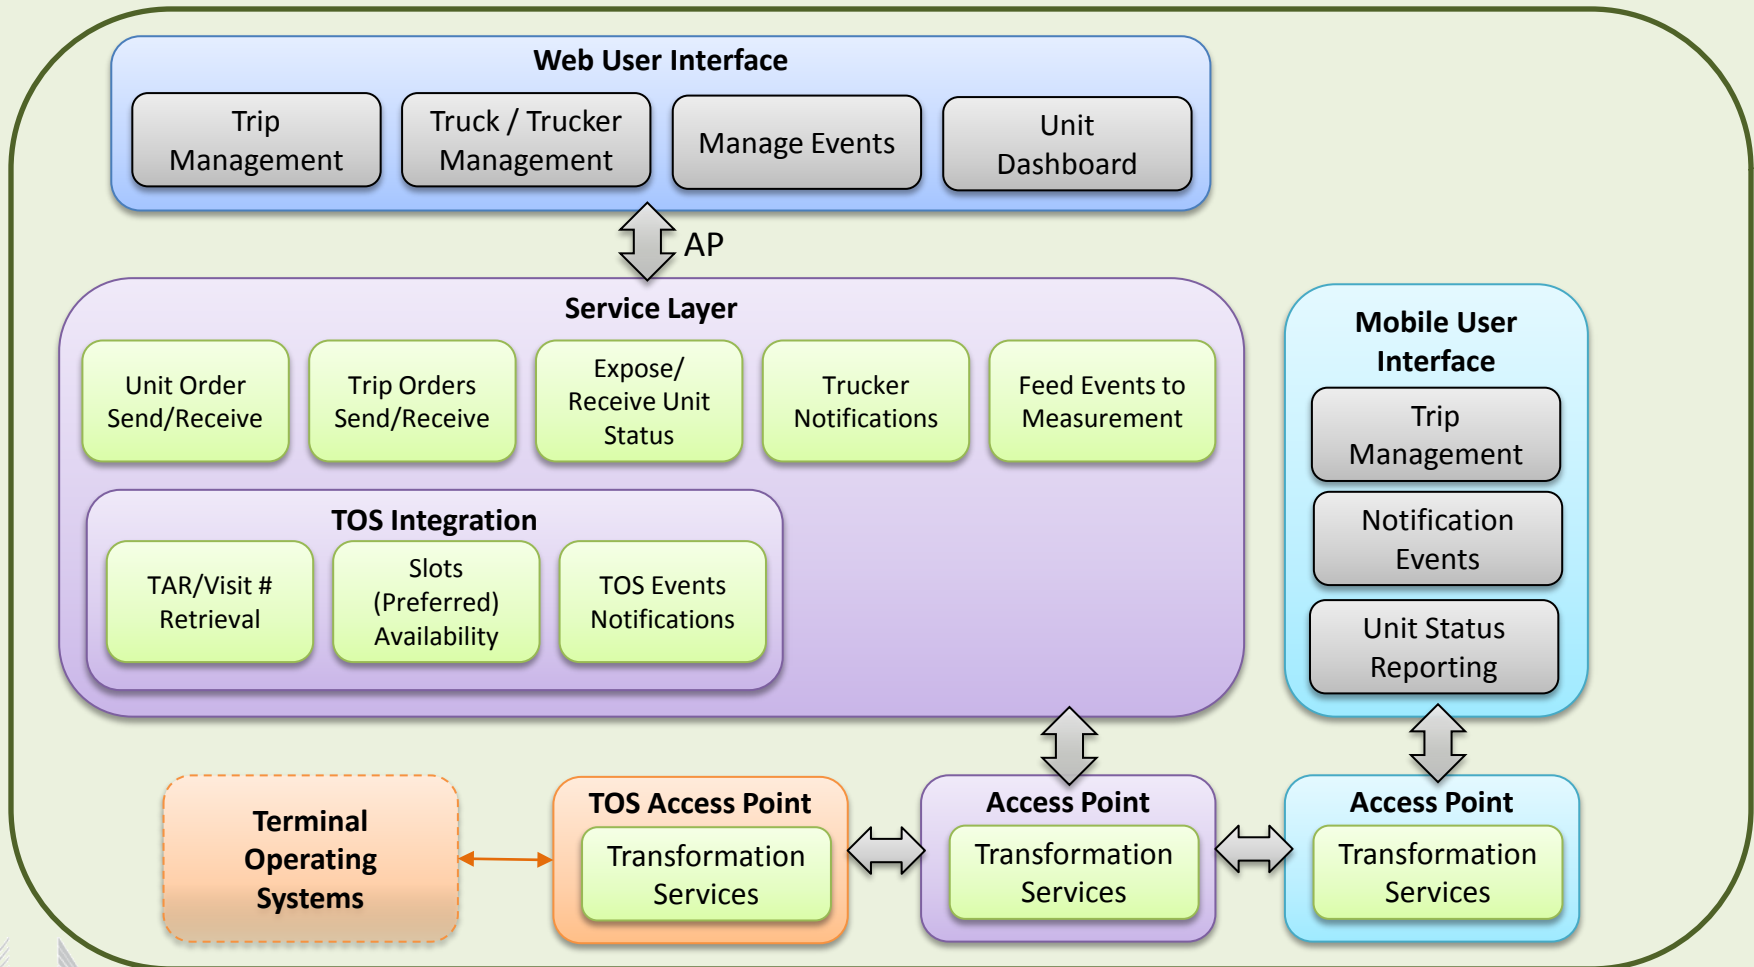 Web User Interface
Trip
Management
Truck / Trucker
Management
Manage Events
Unit
Dashboard
AP
Service Layer
Unit Order
Send/Receive
Trip Orders
Send/Receive
Expose/
Receive Unit
Status
Trucker
Notifications
Feed Events to
Measurement
TOS Integration
TAR/Visit #
Retrieval
Slots
(Preferred)
Availability
TOS Events
Notifications
Mobile User
Interface
Trip
Management
Notification
Events
Unit Status
Reporting
Terminal
Operating
Systems
TOS Access Point
Transformation
Services
Access Point
Transformation
Services
Access Point
Transformation
Services